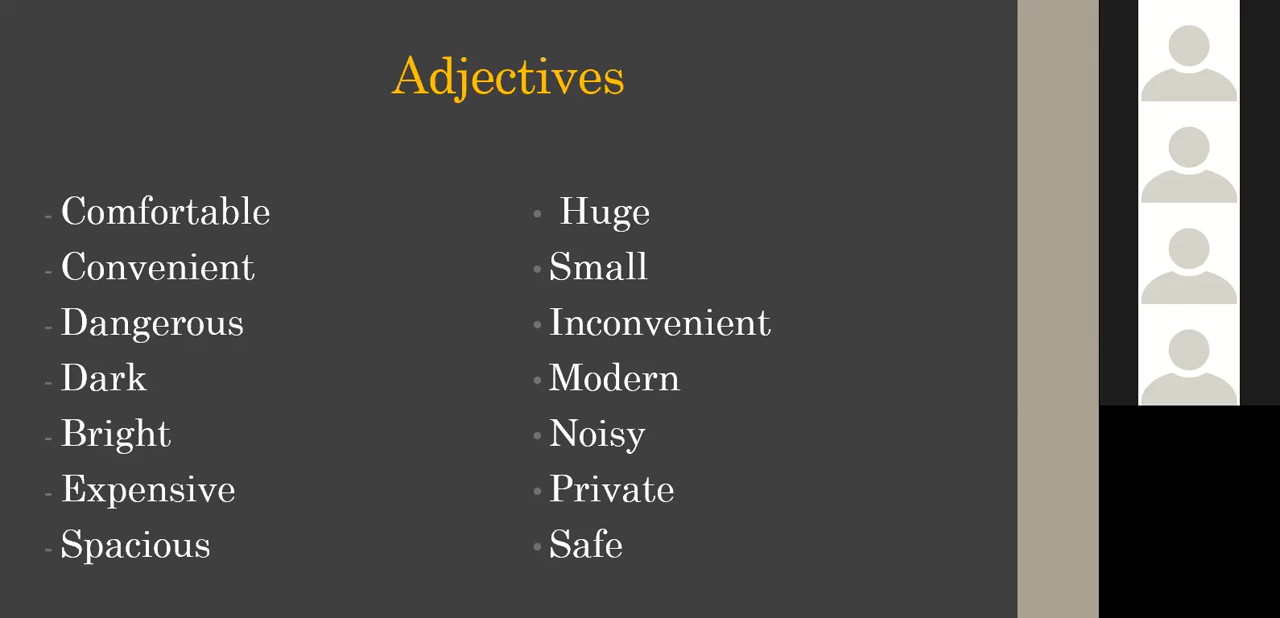 Adjectives
- Comfortable
- Convenient
- Dangerous
- Dark
- Bright
- Expensive
- Spacious
• Huge
• Small
• Inconvenient
• Modern
• Noisy
• Private
• Safe